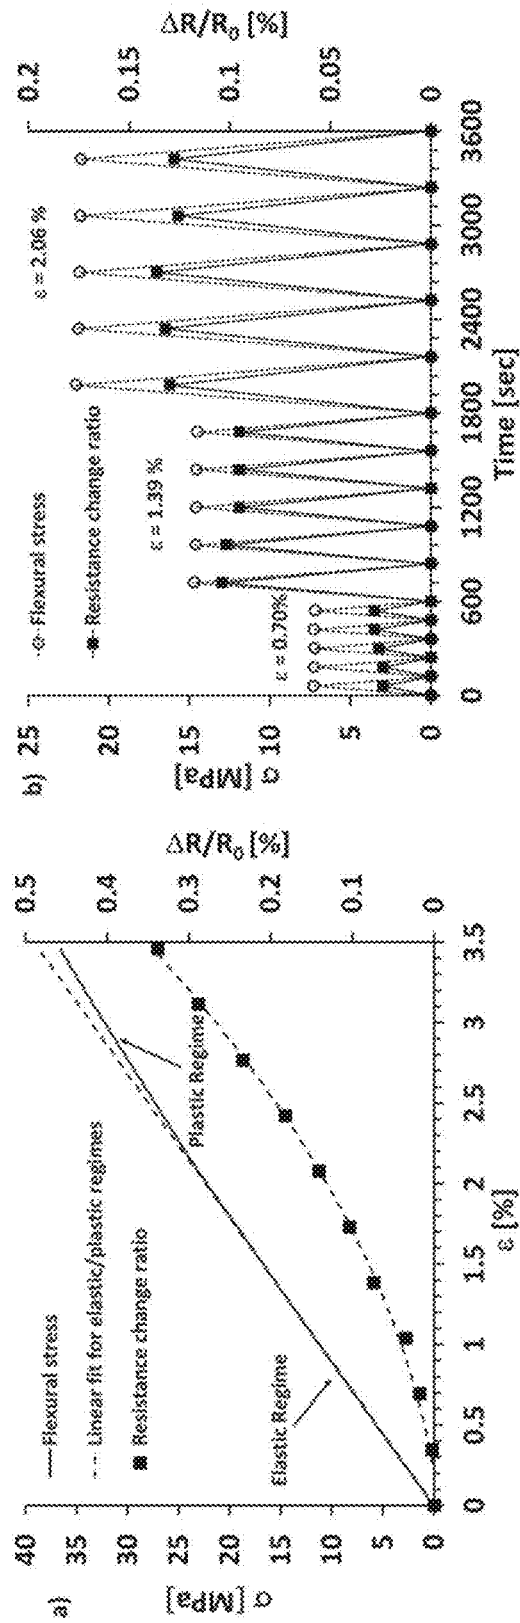 a)
σ [MPa]
40
35
30
25
20
15
10
5
0
Flexural stress
Linear fit for elastic/plastic regimes
Resistance change ratio
Elastic Regime
Plastic Regime
0 0.5 1 1.5 2 2.5 3 3.5
ε [%]
0.5
0.4
0.3
0.2
0.1
0
ΔR/R0 [%]
b)
σ [MPa]
25
20
15
10
5
0
Flexural stress
Resistance change ratio
ε = 0.70%
ε = 1.39 %
ε = 2.06 %
0 600 1200 1800 2400 3000 3600
Time [sec]
0.2
0.15
0.1
0.05
0
ΔR/R0 [%]